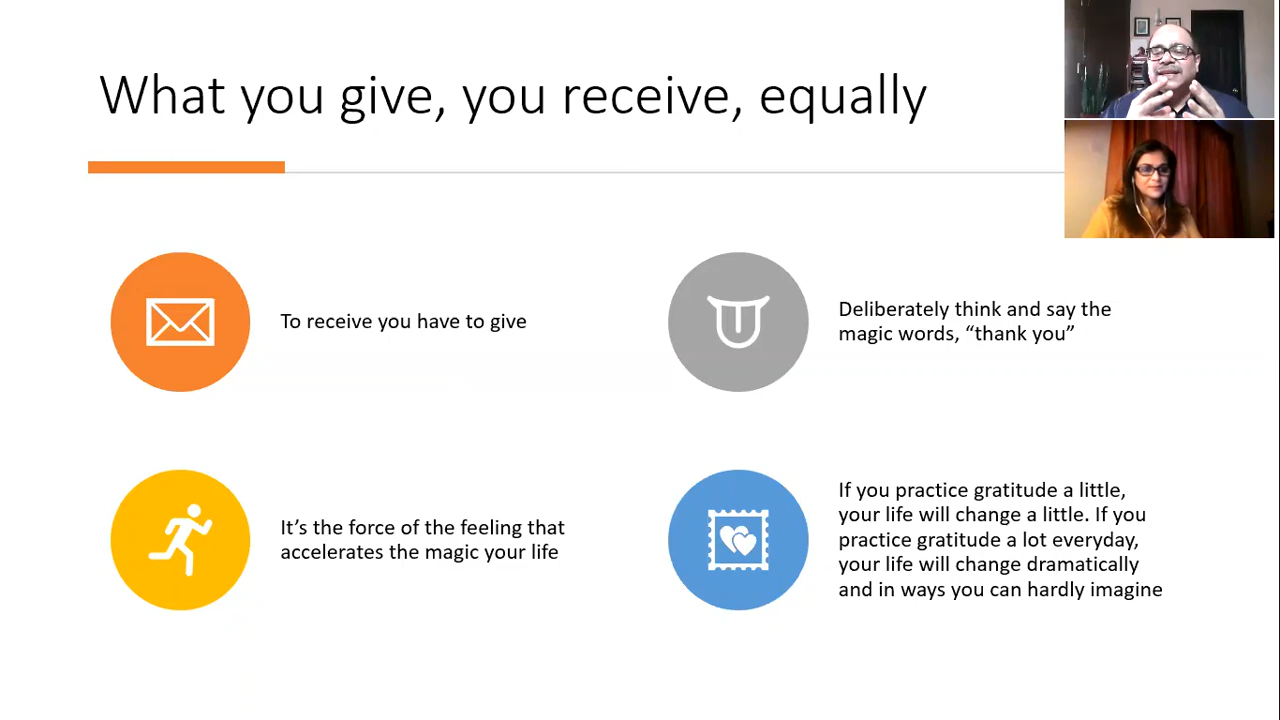 What you give, you receive, equally
To receive you have to give
Deliberately think and say the
magic words, “thank you”
It’s the force of the feeling that
accelerates the magic your life
If you practice gratitude a little,
your life will change a little. If you
practice gratitude a lot everyday,
your life will change dramatically
and in ways you can hardly imagine